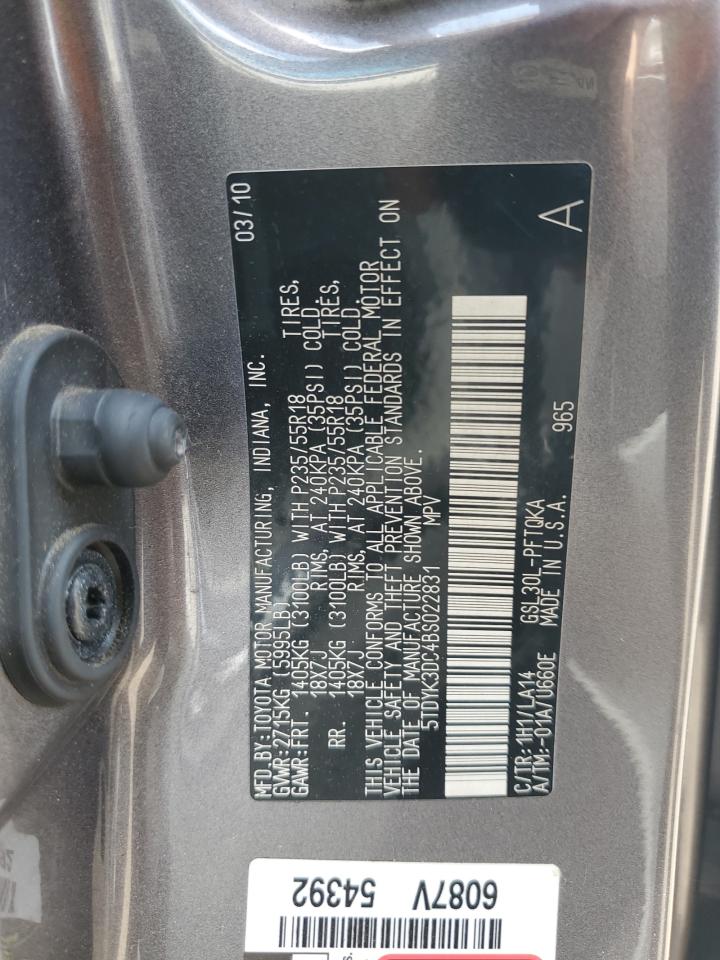 MFD.BY:TOYOTA MOTOR MANUFACTURING, INDIANA, INC. 03/10
GVWR:2715KG (5995LB)
GAWR:FRT. 1405KG (3100LB) WITH P235/55R18 TIRES,
18X7J RIMS, AT 240KPA (35PSI) COLD.
RR. 1405KG (3100LB) WITH P235/55R18 TIRES,
18X7J RIMS, AT 240KPA (35PSI) COLD.
THIS VEHICLE CONFORMS TO ALL APPLICABLE FEDERAL MOTOR
VEHICLE SAFETY AND THEFT PREVENTION STANDARDS IN EFFECT ON
THE DATE OF MANUFACTURE SHOWN ABOVE.
5TDYK3DC4BS022831 MPV
C/TR:1H1/LA14 GSL30L-PFTQKA
A/TM:-01A/U660E MADE IN U.S.A. 965 A
6087V 54392